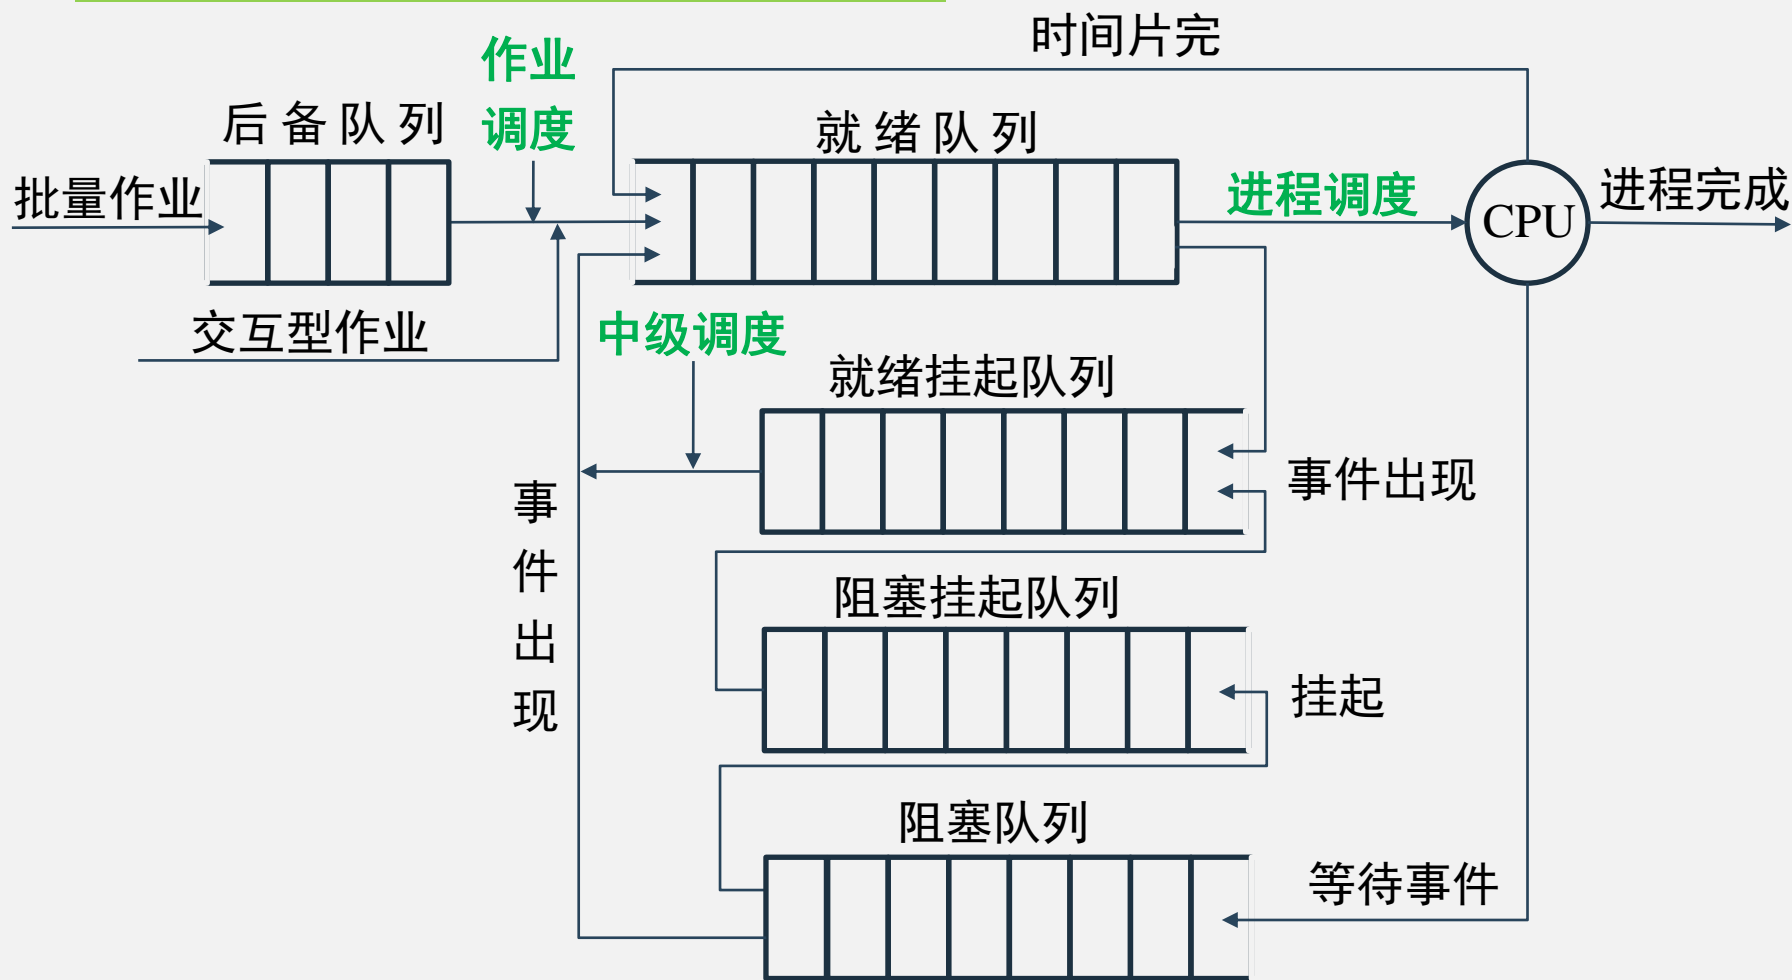 时间片完
作业
调度
后备队列
就绪队列
批量作业
进程调度
CPU
进程完成
交互型作业
中级调度
就绪挂起队列
事件出现
事
件
出
现
阻塞挂起队列
挂起
阻塞队列
等待事件